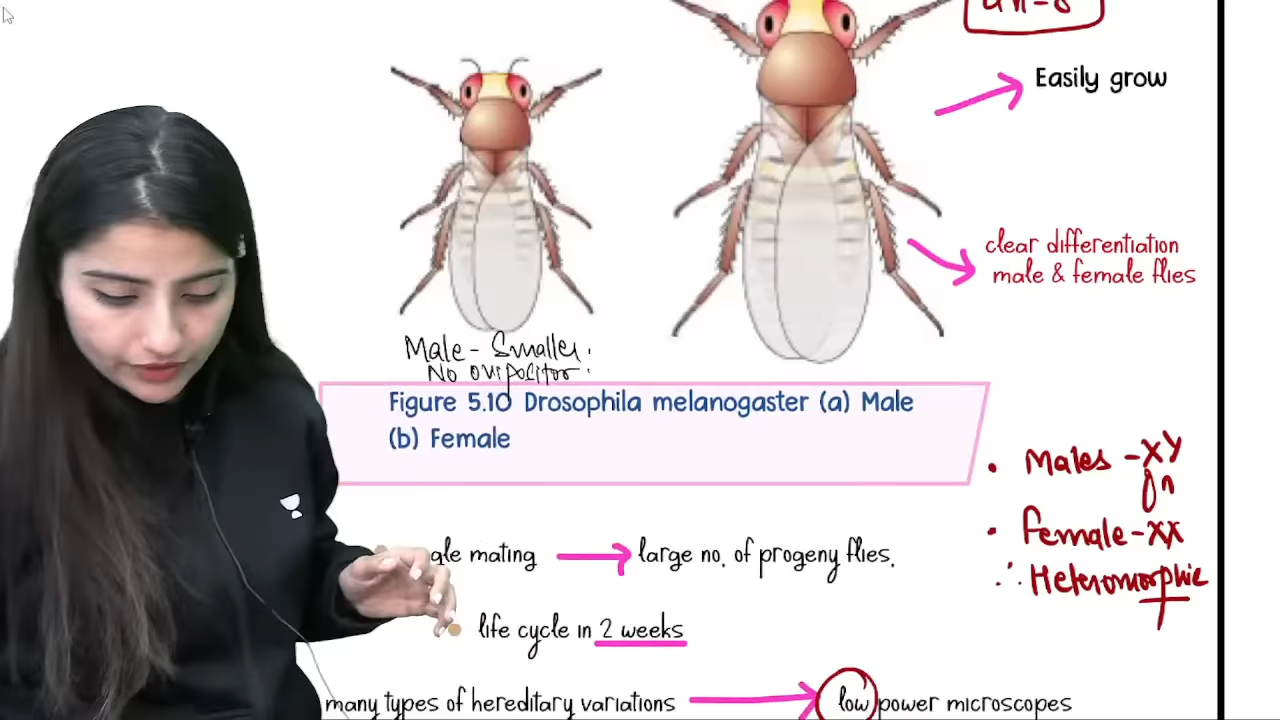 Easily grow
clear differentiation
male & female flies
Male - Smaller.
No ovipositor.
Figure 5.10 Drosophila melanogaster (a) Male
(b) Female
• Males - XY
• Female - XX
∴ Heteromorphic
mating → large no. of progeny flies.
life cycle in 2 weeks
many types of hereditary variations → low power microscopes